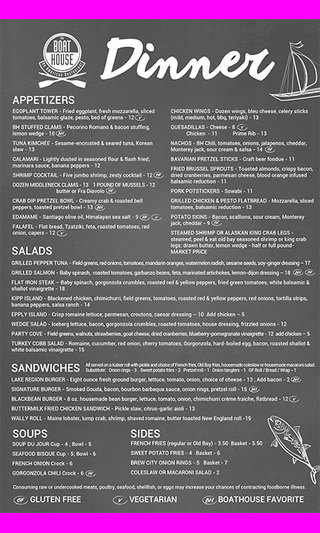 BOAT
HOUSE
Dinner
APPETIZERS
EGGPLANT TOWER - Fried eggplant, fresh mozzarella, sliced
tomatoes, balsamic glaze, pesto, bed of greens - 12 V
BH STUFFED CLAMS - Pecorino Romano & bacon stuffing,
lemon wedge - 10 BH
TUNA KIMCHEE - Sesame-encrusted & seared tuna, Korean
slaw - 13
CALAMARI - Lightly dusted in seasoned flour & flash fried;
marinara sauce, banana peppers - 12
SHRIMP COCKTAIL - Five jumbo shrimp, zesty cocktail - 12 GF
DOZEN MIDDLENECK CLAMS - 13 1 POUND OF MUSSELS - 12
butter or Fra Diavolo GF
CRAB DIP PRETZEL BOWL - Creamy crab & roasted bell
peppers, toasted pretzel bowl - 13 BH
EDAMAME - Santiago olive oil, Himalayan sea salt - 9 GF V
FALAFEL - Flat bread, Tzatziki, feta, roasted tomatoes, red
onion, capers - 12 V
CHICKEN WINGS - Dozen wings, bleu cheese, celery sticks
(mild, medium, hot, bbq, teriyaki) - 13
QUESADILLAS - Cheese - 8 V
Chicken - 11 Prime Rib - 13
NACHOS - BH Chili, tomatoes, onions, jalapenos, cheddar,
Monterey jack, sour cream & salsa - 14 GF
BAVARIAN PRETZEL STICKS - Craft beer fondue - 11
FRIED BRUSSEL SPROUTS - Toasted almonds, crispy bacon,
dried cranberries, parmesan cheese, blood orange infused
balsamic reduction - 11
PORK POTSTICKERS - Sowabi - 11
GRILLED CHICKEN & PESTO FLATBREAD - Mozzarella, sliced
tomatoes, balsamic reduction - 13
POTATO SKINS - Bacon, scallions, sour cream, Monterey
jack, cheddar - 9 GF
STEAMED SHRIMP OR ALASKAN KING CRAB LEGS -
steamed, peel & eat old bay seasoned shrimp or king crab
legs; drawn butter, lemon wedge - half or full pound -
MARKET PRICE
SALADS
GRILLED PEPPER TUNA - Field greens, red onions, tomatoes, mandarin oranges, watermelon radish, sesame seeds, soy-ginger dressing – 17
GRILLED SALMON - Baby spinach, roasted tomatoes, garbanzo beans, feta, marinated artichokes, lemon-dijon dressing – 18 BH GF
FLAT IRON STEAK – Baby spinach, gorgonzola crumbles, roasted red & yellow peppers, fried green tomatoes, white balsamic &
shallot vinaigrette - 18
KIPP ISLAND - Blackened chicken, chimichurri, field greens, tomatoes, roasted red & yellow peppers, red onions, tortilla strips,
banana peppers, salsa ranch - 14
EPPLY ISLAND - Crisp romaine lettuce, parmesan, croutons, caesar dressing – 10 Add chicken – 5
WEDGE SALAD - Iceberg lettuce, bacon, gorgonzola crumbles, roasted tomatoes, house dressing, frizzled onions - 12
PARTY COVE - Field greens, walnuts, strawberries, goat cheese, dried cranberries, blueberry-pomegranate vinaigrette - 12 add chicken – 5
TURKEY COBB SALAD - Romaine, cucumber, red onion, cherry tomatoes, Gorgonzola, hard-boiled egg, bacon, roasted shallot &
white balsamic vinaigrette - 15
SANDWICHES
All served on a Kaiser roll with pickle and choice of French fries, Old Bay fries, housemade coleslaw or housemade macaroni salad.
Substitute: Onion rings - 3 Sweet potato fries - 2 Pretzel roll - 1 Onion tanglers - 1 GF Roll / Bread / Wrap - 1
LAKE REDON BURGER - Eight ounce fresh ground burger, lettuce, tomato, onion, choice of cheese - 13 ; Add bacon - 2 BH
SIGNATURE BURGER - Smoked Gouda, bacon, bourbon barbecue sauce, onion rings, pretzel roll - 15 BH
BLACKBEAN BURGER - 8 oz. housemade bean burger, lettuce, tomato, onion, chimichurri crème fraiche, flatbread - 12 V
BUTTERMILK FRIED CHICKEN SANDWICH - Pickle slaw, citrus-garlic aioli - 13
WALLY ROLL - Maine lobster, lump crab, shrimp, shaved romaine, butter toasted New England roll -19
SOUPS
SOUP DU JOUR Cup - 4 ; Bowl - 5
SEAFOOD BISQUE Cup - 5; Bowl - 6
FRENCH ONION Crock - 6
GORGONZOLA CHILI Crock - 6 GF
SIDES
FRENCH FRIES (regular or Old Bay) - 3.50 Basket - 5.50
SWEET POTATO FRIES - 4 Basket - 6
BREW CITY ONION RINGS - 5 Basket - 7
COLESLAW OR MACARONI SALAD - 2
Consuming raw or undercooked meats, poultry, seafood, shellfish, or eggs may increase your chances of contracting foodborne illness.
GF GLUTEN FREE V VEGETARIAN BH BOATHOUSE FAVORITE